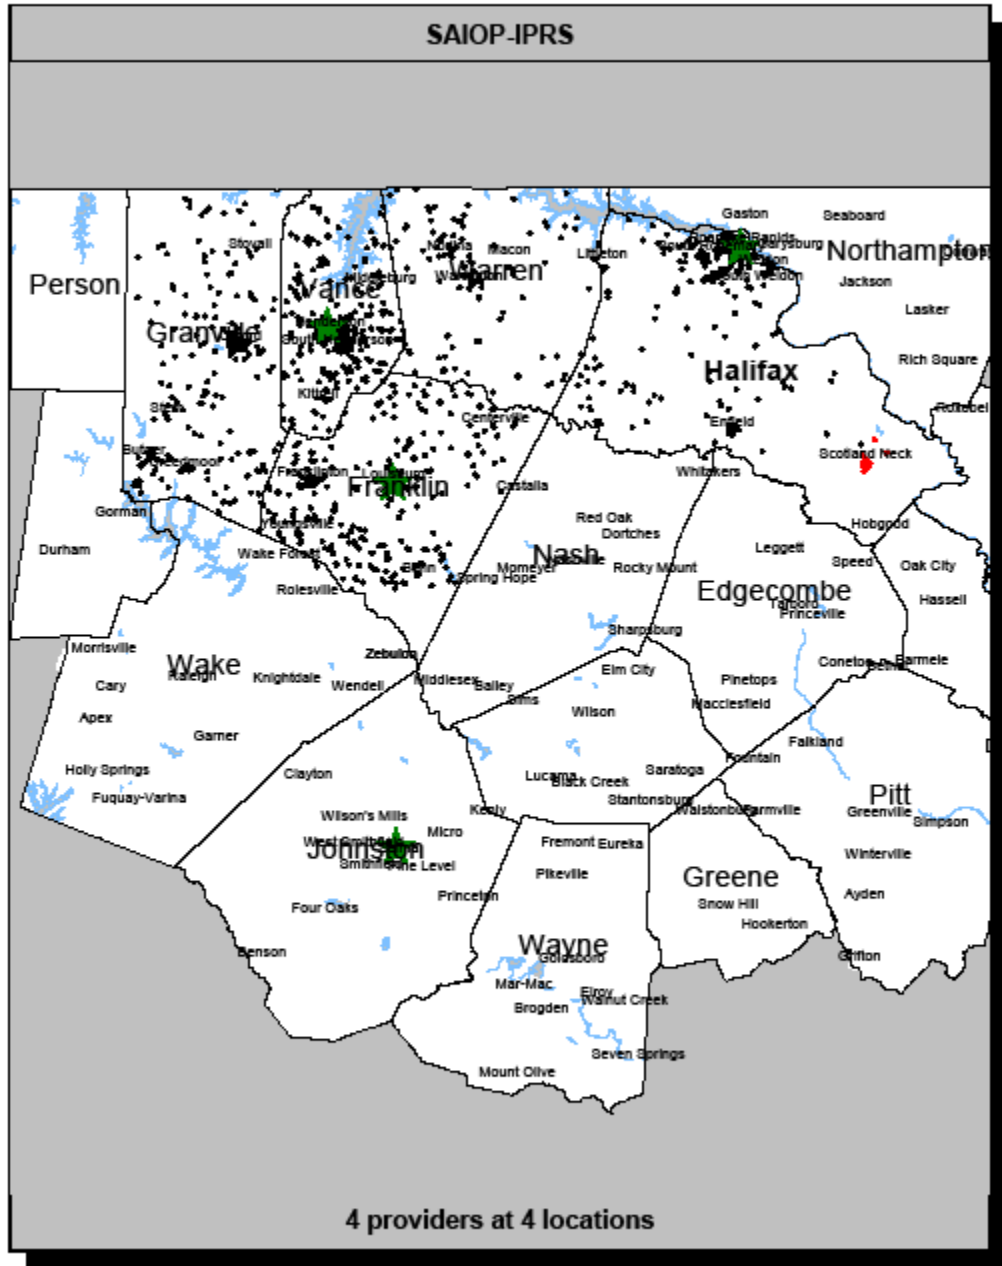 SAIOP-IPRS
Gaston
Seaboard
Northampton
Stovall
Macon
Warren
Littleton
Person
Vance
Jackson
Lasker
Granville
Halifax
Rich Square
Kittrell
Centerville
Enfield
Butner
Creedmoor
Scotland Neck
Franklinton
Louisburg
Whitakers
Franklin
Castalia
Gorman
Red Oak
Hobgood
Youngsville
Dortches
Durham
Wake Forest
Nash
Leggett
Speed
Oak City
Bunn
Momeyer
Rocky Mount
Spring Hope
Rolesville
Edgecombe
Hassell
Tarboro
Princeville
Sharpsburg
Morrisville
Zebulon
Wake
Raleigh
Knightdale
Wendell
Middlesex
Bailey
Elm City
Conetoe
Parmele
Cary
Pinetops
Sims
Macclesfield
Apex
Wilson
Garner
Falkland
Fountain
Holly Springs
Clayton
Lucama
Black Creek
Saratoga
Fuquay-Varina
Stantonsburg
Pitt
Wilson's Mills
Kenly
Walstonburg
Farmville
Greenville
Simpson
Micro
Johnston
Fremont
Eureka
Winterville
Pine Level
Pikeville
Greene
Princeton
Snow Hill
Ayden
Four Oaks
Hookerton
Benson
Wayne
Goldsboro
Grifton
Mar-Mac
Elroy
Walnut Creek
Brogden
Seven Springs
Mount Olive
4 providers at 4 locations